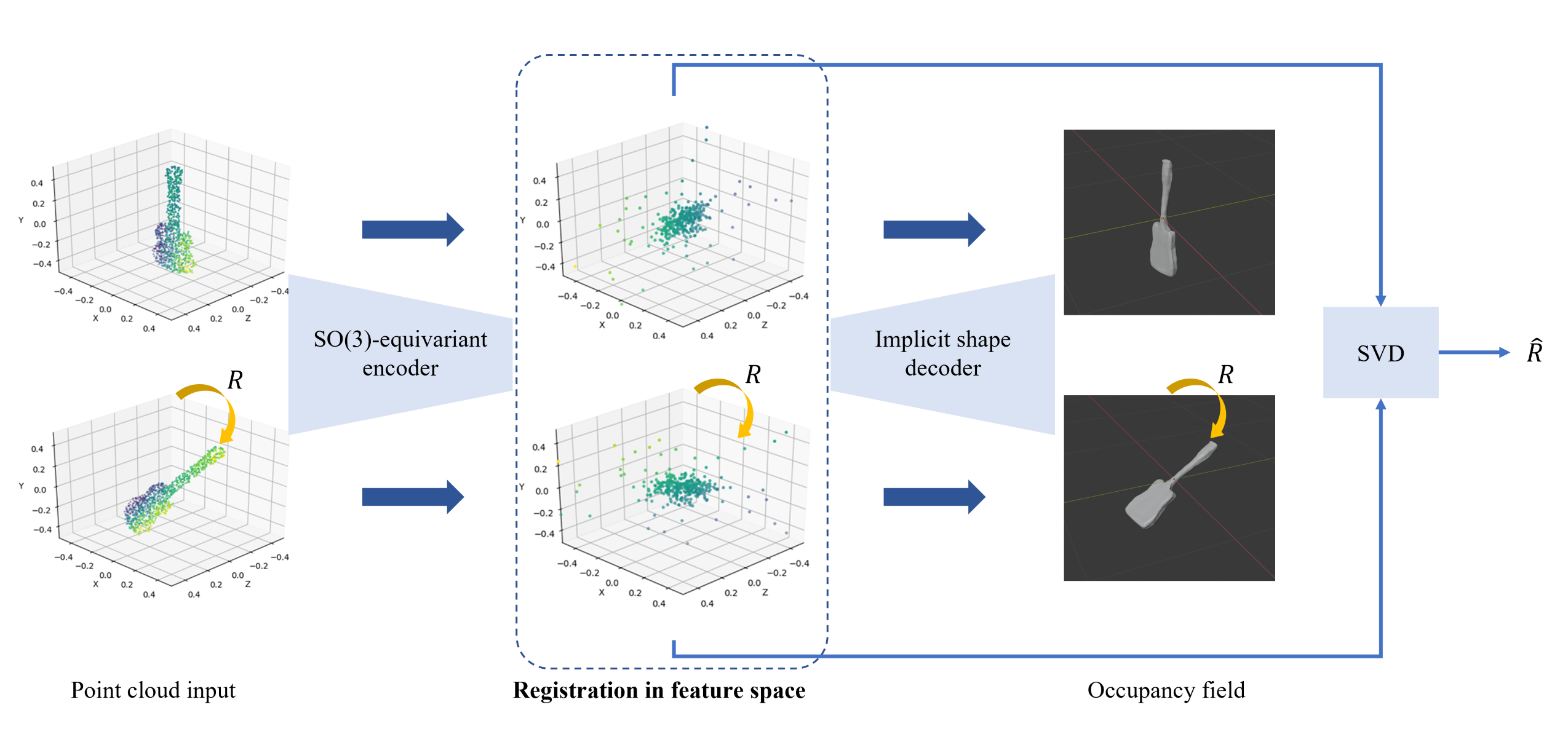 0.4
0.2
Y
0.0
−0.2
−0.4
−0.4
−0.2
0.0
X
0.2
0.4
−0.4
−0.2
0.0
Z
0.2
0.4
0.4
0.2
Y
0.0
−0.2
−0.4
−0.4
−0.2
0.0
X
0.2
0.4
−0.4
−0.2
0.0
Z
0.2
0.4
SO(3)-equivariant
encoder
Implicit shape
decoder
SVD
R̂
R
R
R
0.4
0.2
Y
0.0
−0.2
−0.4
−0.4
−0.2
0.0
X
0.2
0.4
−0.4
−0.2
0.0
Z
0.2
0.4
0.4
0.2
Y
0.0
−0.2
−0.4
−0.4
−0.2
0.0
X
0.2
0.4
−0.4
−0.2
0.0
Z
0.2
0.4
Point cloud input
Registration in feature space
Occupancy field